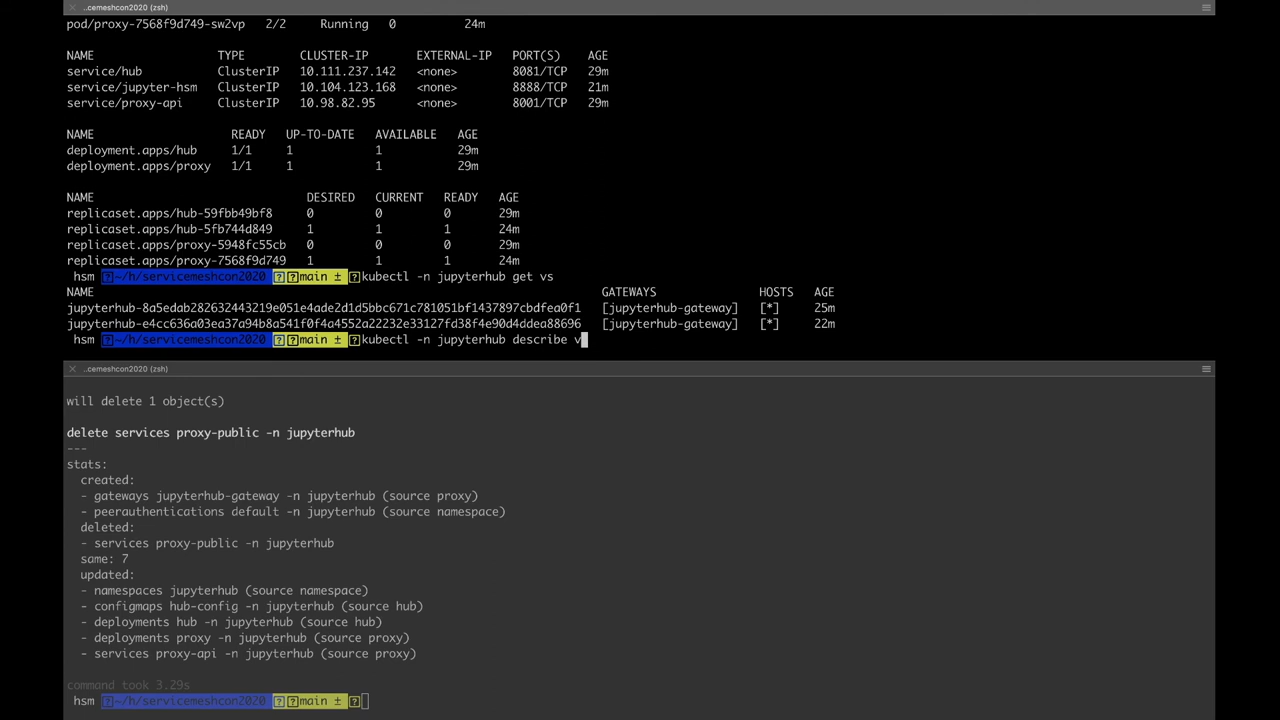 ..cemeshcon2020 (zsh)
pod/proxy-7568f9d749-sw2vp 2/2 Running 0 24m
NAME TYPE CLUSTER-IP EXTERNAL-IP PORT(S) AGE
service/hub ClusterIP 10.111.237.142 <none> 8081/TCP 29m
service/jupyter-hsm ClusterIP 10.104.123.168 <none> 8888/TCP 21m
service/proxy-api ClusterIP 10.98.82.95 <none> 8001/TCP 29m
NAME READY UP-TO-DATE AVAILABLE AGE
deployment.apps/hub 1/1 1 1 29m
deployment.apps/proxy 1/1 1 1 29m
NAME DESIRED CURRENT READY AGE
replicaset.apps/hub-59fbb49bf8 0 0 0 29m
replicaset.apps/hub-5fb744d849 1 1 1 24m
replicaset.apps/proxy-5948fc55cb 0 0 0 29m
replicaset.apps/proxy-7568f9d749 1 1 1 24m
hsm ~/h/servicemeshcon2020 main ± kubectl -n jupyterhub get vs
NAME GATEWAYS HOSTS AGE
jupyterhub-8a5edab282632443219e051e4ade2d1d5bbc671c781051bf1437897cbdfea0f1 [jupyterhub-gateway] [*] 25m
jupyterhub-e4cc636a03ea37a94b8a541f0f4a4552a22232e33127fd38f4e90d4ddea88696 [jupyterhub-gateway] [*] 22m
hsm ~/h/servicemeshcon2020 main ± kubectl -n jupyterhub describe v
..cemeshcon2020 (zsh)
will delete 1 object(s)
delete services proxy-public -n jupyterhub
---
stats:
created:
- gateways jupyterhub-gateway -n jupyterhub (source proxy)
- peerauthentications default -n jupyterhub (source namespace)
deleted:
- services proxy-public -n jupyterhub
same: 7
updated:
- namespaces jupyterhub (source namespace)
- configmaps hub-config -n jupyterhub (source hub)
- deployments hub -n jupyterhub (source hub)
- deployments proxy -n jupyterhub (source proxy)
- services proxy-api -n jupyterhub (source proxy)
command took 3.29s
hsm ~/h/servicemeshcon2020 main ±